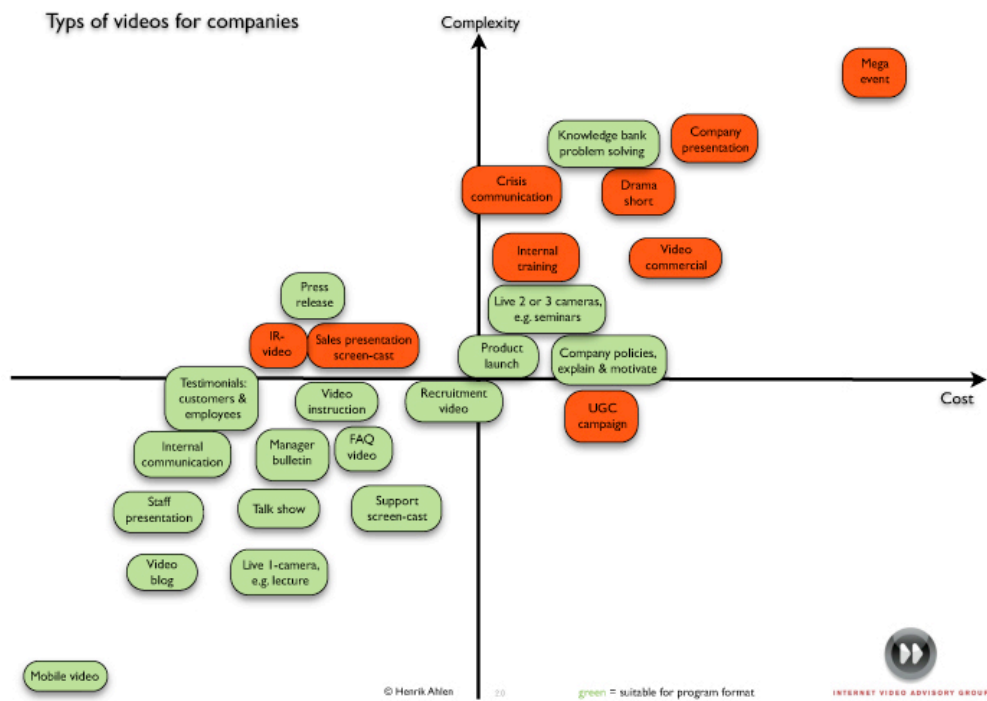 Typs of videos for companies
Complexity
Mega
event
Knowledge bank
problem solving
Company
presentation
Crisis
communication
Drama
short
Internal
training
Video
commercial
Press
release
Live 2 or 3 cameras,
e.g. seminars
IR-
video
Sales presentation
screen-cast
Product
launch
Company policies,
explain & motivate
Cost
Testimonials:
customers &
employees
Video
instruction
Recruitment
video
UGC
campaign
Internal
communication
Manager
bulletin
FAQ
video
Staff
presentation
Talk show
Support
screen-cast
Video
blog
Live 1-camera,
e.g. lecture
Mobile video
© Henrik Ahlen
2.0
green = suitable for program format
INTERNET VIDEO ADVISORY GROUP